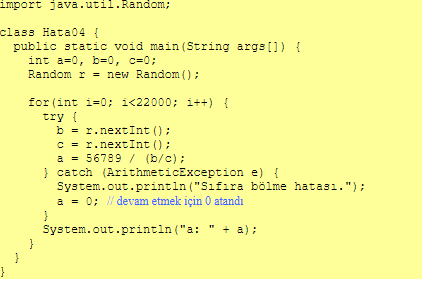 import java.util.Random;
class Hata04 {
public static void main(String args[]) {
int a=0, b=0, c=0;
Random r = new Random();
for(int i=0; i<22000; i++) {
try {
b = r.nextInt();
c = r.nextInt();
a = 56789 / (b/c);
} catch (ArithmeticException e) {
System.out.println("Sıfıra bölme hatası.");
a = 0; // devam etmek için 0 atandı
}
System.out.println("a: " + a);
}
}
}